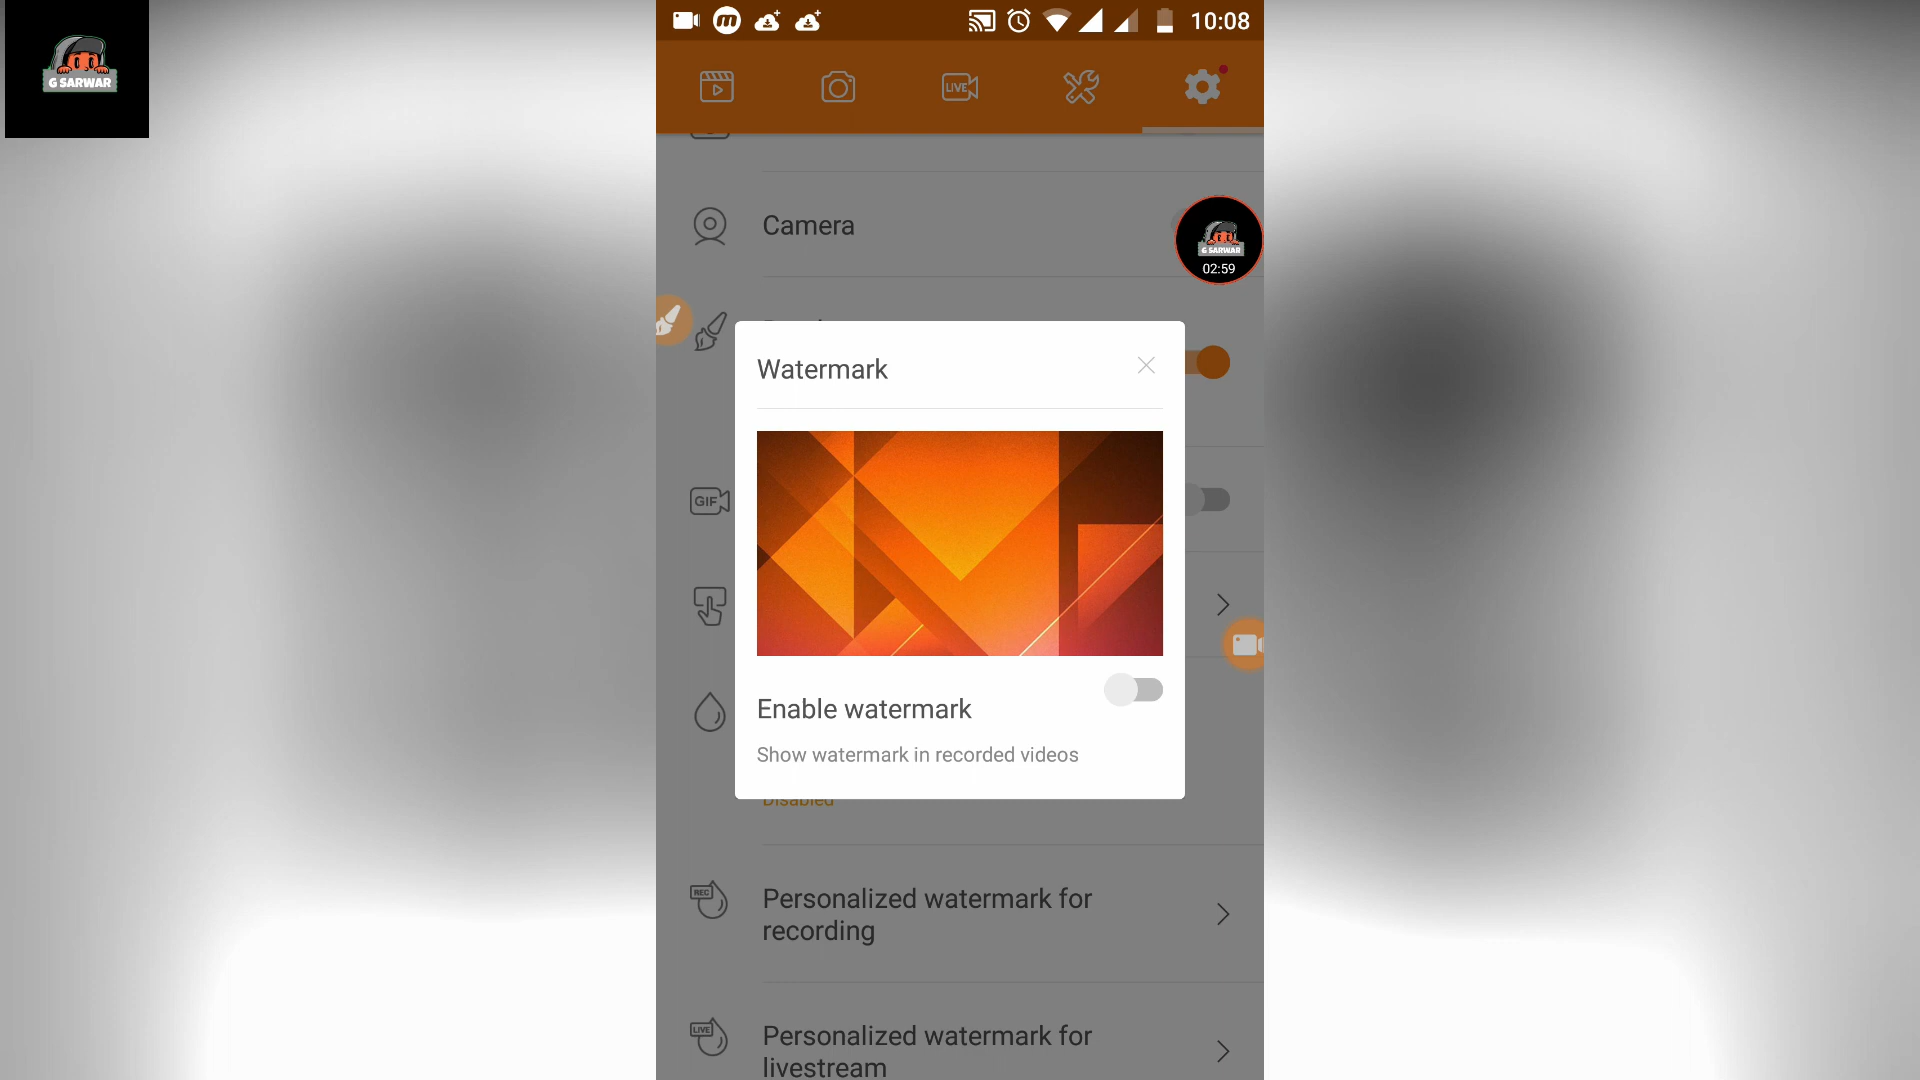 G SARWAR
10:08
LIVE
Camera
G SARWAR
02:59
Watermark
GIF
Enable watermark
Show watermark in recorded videos
Disabled
REC
Personalized watermark for
recording
LIVE
Personalized watermark for
livestream